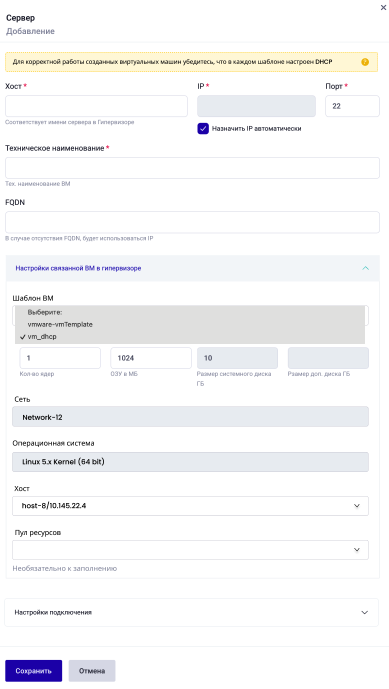 Сервер
Добавление
Для корректной работы созданных виртуальных машин убедитесь, что в каждом шаблоне настроен DHCP
Хост *
IP *
Порт *
22
Соответствует имени сервера в Гипервизоре
Назначить IP автоматически
Техническое наименование *
Тех. наименование ВМ
FQDN
В случае отсутствия FQDN, будет использоваться IP
Настройки связанной ВМ в гипервизоре
Шаблон ВМ
Выберите:
vmware-vmTemplate
vm_dhcp
1
1024
10
Кол-во ядер
ОЗУ в МБ
Размер системного диска ГБ
Размер доп. диска ГБ
Сеть
Network-12
Операционная система
Linux 5.x Kernel (64 bit)
Хост
host-8/10.145.22.4
Пул ресурсов
Необязательно к заполнению
Настройки подключения
Сохранить
Отмена